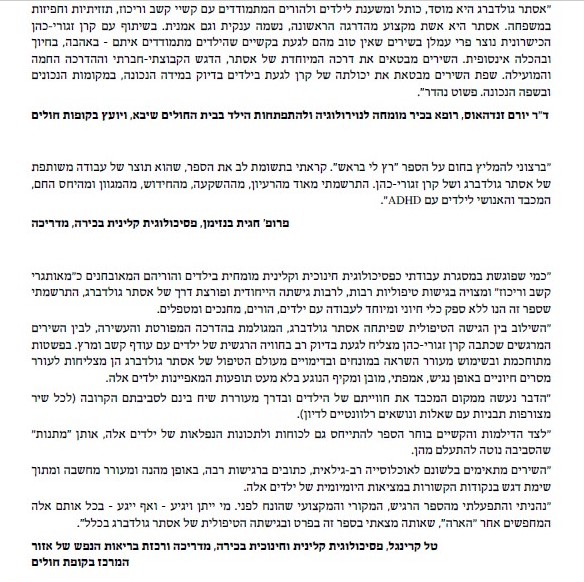 "אסתר גולדברג היא מוסד, כותל ומשענת לילדים ולהורים המתמודדים עם קשיי קשב וריכוז, תזזיתיות וחפיזות
במשפחה. אסתר היא אשת מקצוע מהדרגה הראשונה, נשמה ענקית וגם אמנית. בשיתוף עם קרן זגורי-כהן
הכישרונית נוצר פרי עמלן בשירים שאין טוב מהם לגעת בקשיים שהילדים מתמודדים איתם - באהבה, בחיוך
ובהכלה אינסופית. השירים מבטאים את דרכה המיוחדת של אסתר, הדגש הקבוצתי-חברתי וההדרכה החמה
והמועילה. שפת השירים מבטאת את יכולתה של קרן לגעת בילדים בדיוק במידה הנכונה, במקומות הנכונים
ובשפה הנכונה. פשוט נהדר".
ד"ר יורם זנדהאוס, רופא בכיר מומחה לנוירולוגיה ולהתפתחות הילד בבית החולים שיבא, ויועץ בקופות חולים
"ברצוני להמליץ בחום על הספר "רץ לי בראש". קראתי בתשומת לב את הספר, שהוא תוצר של עבודה משותפת
של אסתר גולדברג ושל קרן זגורי-כהן. התרשמתי מאוד מהרעיון, מההשקעה, מהחידוש, מהמגוון ומהיחס החם,
המכבד והאנושי לילדים עם ADHD".
פרופ' חגית בנזימן, פסיכולוגית קלינית בכירה, מדריכה
"כמי שפוגשת במסגרת עבודתי כפסיכולוגית חינוכית וקלינית מומחית בילדים והוריהם המאובחנים כ"מאותגרי
קשב וריכוז" ומצויה בגישות טיפוליות רבות, לרבות גישתה הייחודית ופורצת דרך של אסתר גולדברג, התרשמתי
שספר זה הנו ללא ספק כלי חיוני ומיוחד לעבודה עם ילדים, הורים, מחנכים ומטפלים.
"השילוב בין הגישה הטיפולית שפיתחה אסתר גולדברג, המגולמת בהדרכה המפורטת והעשירה, לבין השירים
המרגשים שכתבה קרן זגורי-כהן מצליח לגעת בדיוק רב בחוויה הרגשית של ילדים עם עודף קשב ומרץ. בפשטות
מתוחכמת ובשימוש מעורר השראה במונחים ובדימויים מעולם הטיפול של אסתר גולדברג הן מצליחות לעורר
מסרים חיוניים באופן נגיש, אמפתי, מובן ומקיף הנוגע בלא מעט תופעות המאפיינות ילדים אלה.
"הדבר נעשה ממקום המכבד את חווייתם של הילדים ובדרך מעוררת שיח בינם לסביבתם הקרובה (לכל שיר
מצורפות תבניות עם שאלות ונושאים רלוונטיים לדיון).
"לצד הדילמות והקשיים בוחר הספר להתייחס גם לכוחות ולתכונות הנפלאות של ילדים אלה, אותן "מתנות"
שהסביבה נוטה להתעלם מהן.
"השירים מתאימים בלשונם לאוכלוסייה רב-גילאית, כתובים ברגישות רבה, באופן מהנה ומעורר מחשבה ומתוך
שימת דגש בנקודות הקשורות במציאות היומיומית של ילדים אלה.
"נהניתי והתפעלתי מהספר הרגיש, המקורי והמקצועי שהונח לפני. מי ייתן ויגיע - ואף ייגע - בכל אותם אלה
המחפשים אחר "הארה", שאותה מצאתי בספר זה בפרט ובגישתה הטיפולית של אסתר גולדברג בכלל".
טל קרינגל, פסיכולוגית קלינית וחינוכית בכירה, מדריכה ורכזת בריאות הנפש של אזור
המרכז בקופת חולים